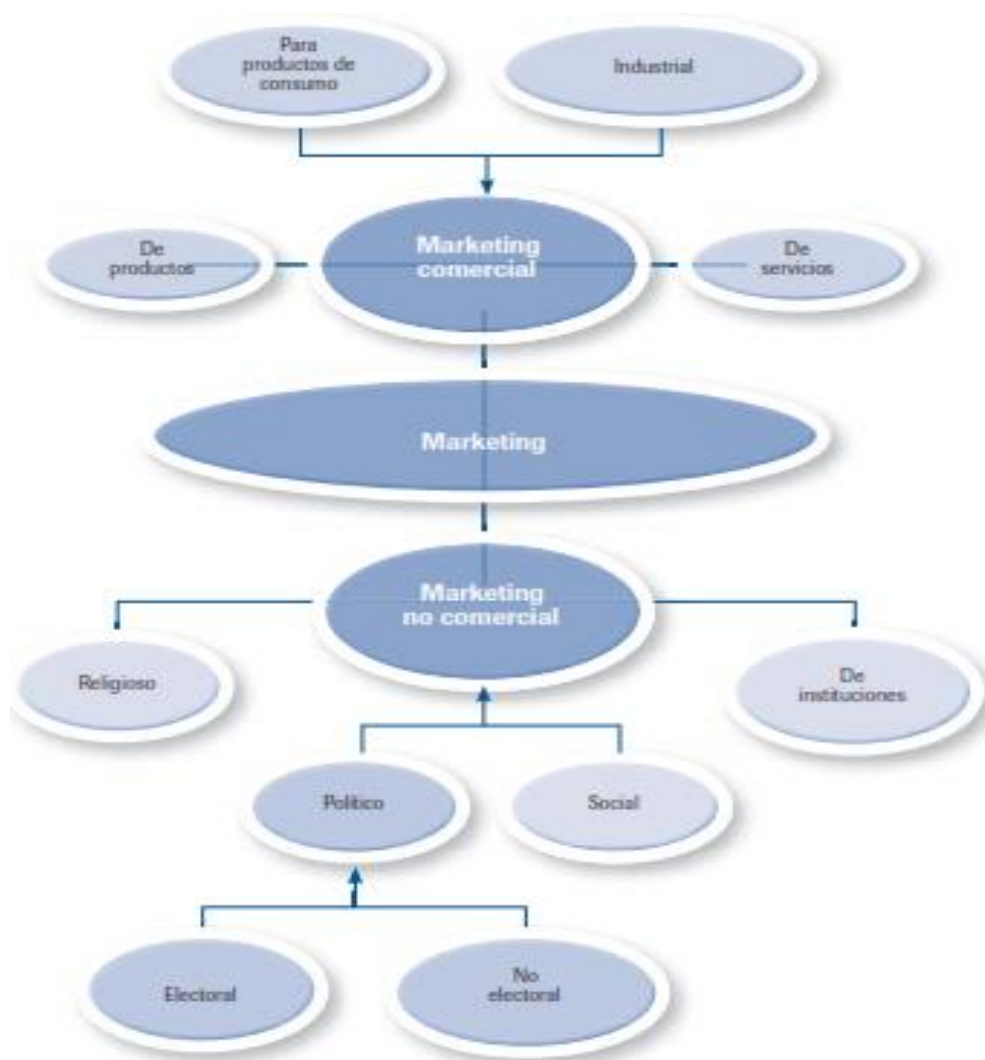 Para
productos de
consumo
Industrial
Marketing
comercial
De
productos
De
servicios
Marketing
Marketing
no comercial
Religioso
De
instituciones
Político
Social
Electoral
No
electoral